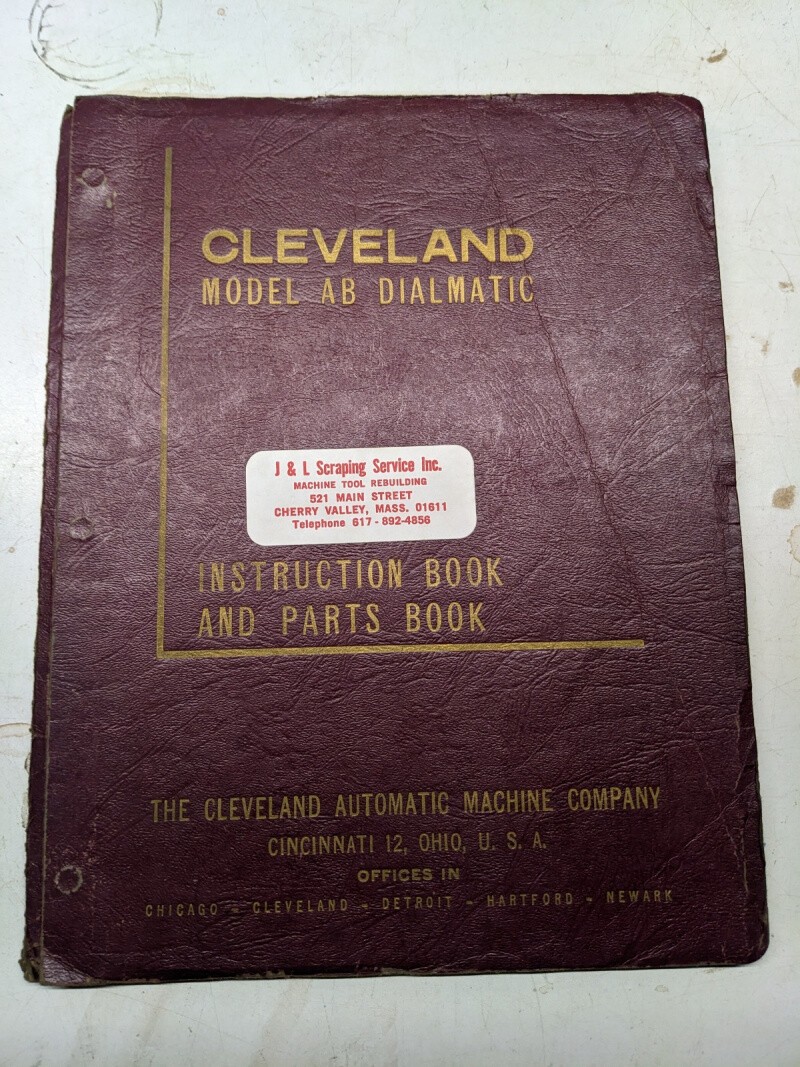 CLEVELAND
MODEL AB DIALMATIC
J & L Scraping Service Inc.
MACHINE TOOL REBUILDING
521 MAIN STREET
CHERRY VALLEY, MASS. 01611
Telephone 617-892-4856
INSTRUCTION BOOK
AND PARTS BOOK
THE CLEVELAND AUTOMATIC MACHINE COMPANY
CINCINNATI 12, OHIO, U. S. A.
OFFICES IN
CHICAGO - CLEVELAND - DETROIT - HARTFORD - NEWARK